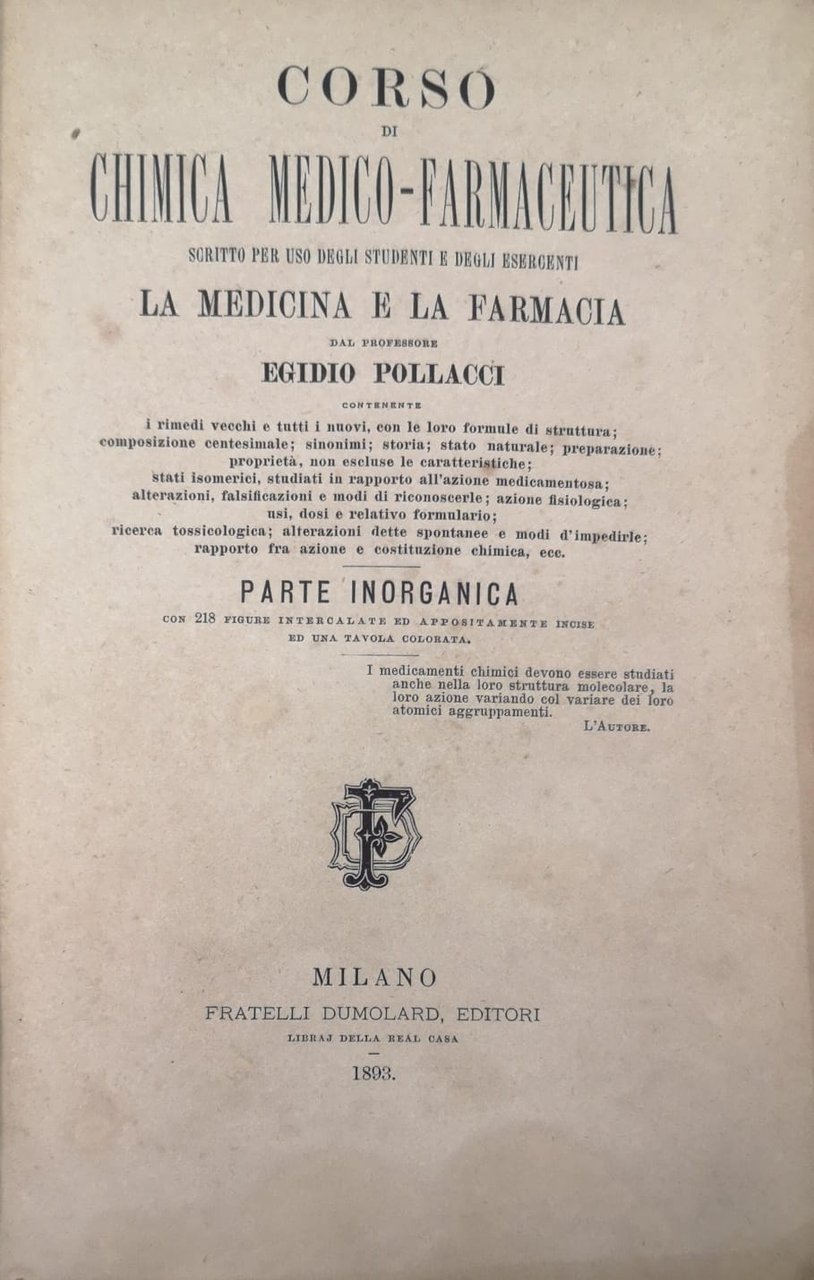 CORSO
DI
CHIMICA MEDICO-FARMACEUTICA
SCRITTO PER USO DEGLI STUDENTI E DEGLI ESERCENTI
LA MEDICINA E LA FARMACIA
DAL PROFESSORE
EGIDIO POLLACCI
CONTENENTE
i rimedi vecchi e tutti i nuovi, con le loro formule di struttura;
composizione centesimale; sinonimi; storia; stato naturale; preparazione;
proprietà, non escluse le caratteristiche;
stati isomerici, studiati in rapporto all'azione medicamentosa;
alterazioni, falsificazioni e modi di riconoscerle; azione fisiologica;
usi, dosi e relativo formulario;
ricerca tossicologica; alterazioni dette spontanee e modi d'impedirle;
rapporto fra azione e costituzione chimica, ecc.
PARTE INORGANICA
CON 218 FIGURE INTERCALATE ED APPOSITAMENTE INCISE
ED UNA TAVOLA COLORATA.
I medicamenti chimici devono essere studiati
anche nella loro struttura molecolare, la
loro azione variando col variare dei loro
atomici aggruppamenti.
L'AUTORE.
FD
MILANO
FRATELLI DUMOLARD, EDITORI
LIBRAJ DELLA REAL CASA
1893.